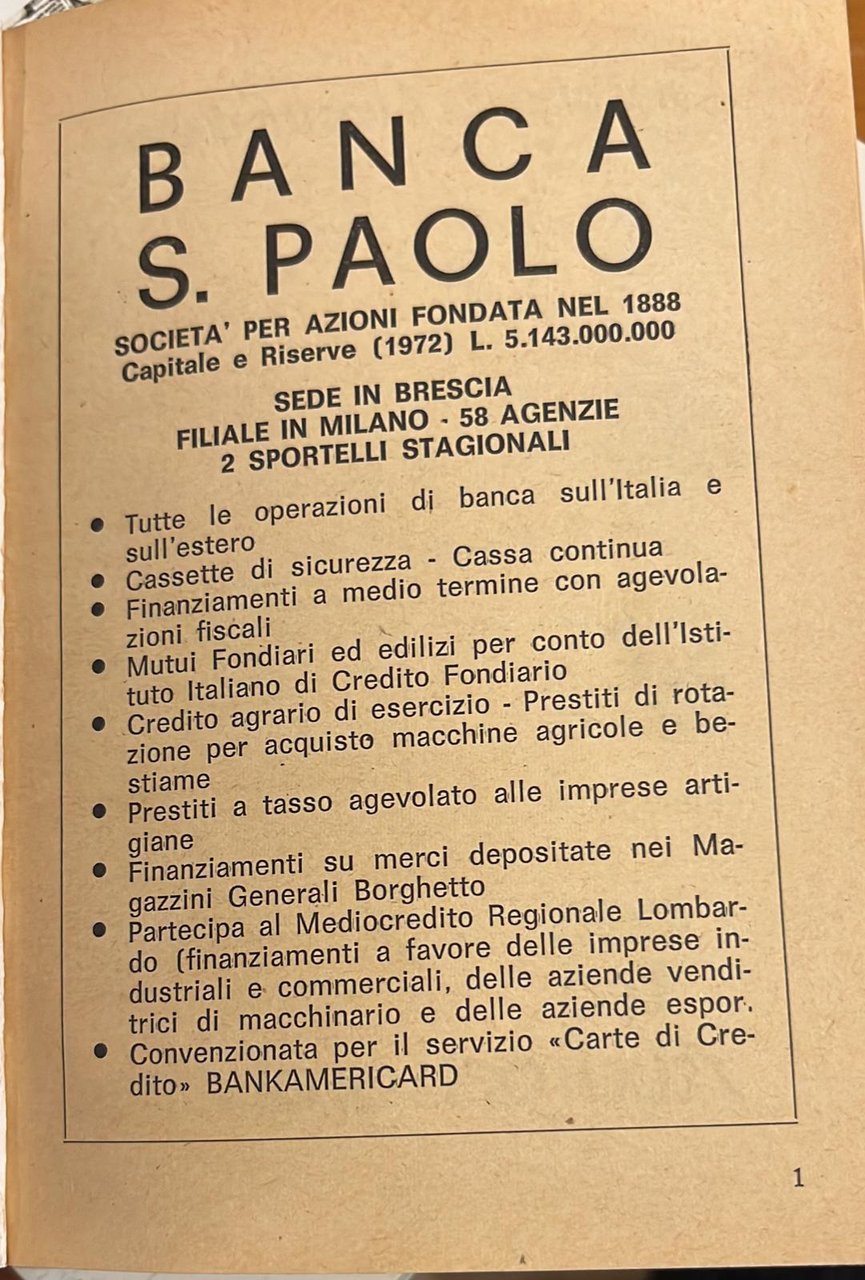 BANCA
S. PAOLO
SOCIETA' PER AZIONI FONDATA NEL 1888
Capitale e Riserve (1972) L. 5.143.000.000
SEDE IN BRESCIA
FILIALE IN MILANO - 58 AGENZIE
2 SPORTELLI STAGIONALI
• Tutte le operazioni di banca sull'Italia e
sull'estero
• Cassette di sicurezza - Cassa continua
• Finanziamenti a medio termine con agevola-
zioni fiscali
• Mutui Fondiari ed edilizi per conto dell'Isti-
tuto Italiano di Credito Fondiario
• Credito agrario di esercizio - Prestiti di rota-
zione per acquisto macchine agricole e be-
stiame
• Prestiti a tasso agevolato alle imprese arti-
giane
• Finanziamenti su merci depositate nei Ma-
gazzini Generali Borghetto
• Partecipa al Mediocredito Regionale Lombar-
do (finanziamenti a favore delle imprese in-
dustriali e commerciali, delle aziende vendi-
trici di macchinario e delle aziende espor.
• Convenzionata per il servizio «Carte di Cre-
dito» BANKAMERICARD
1